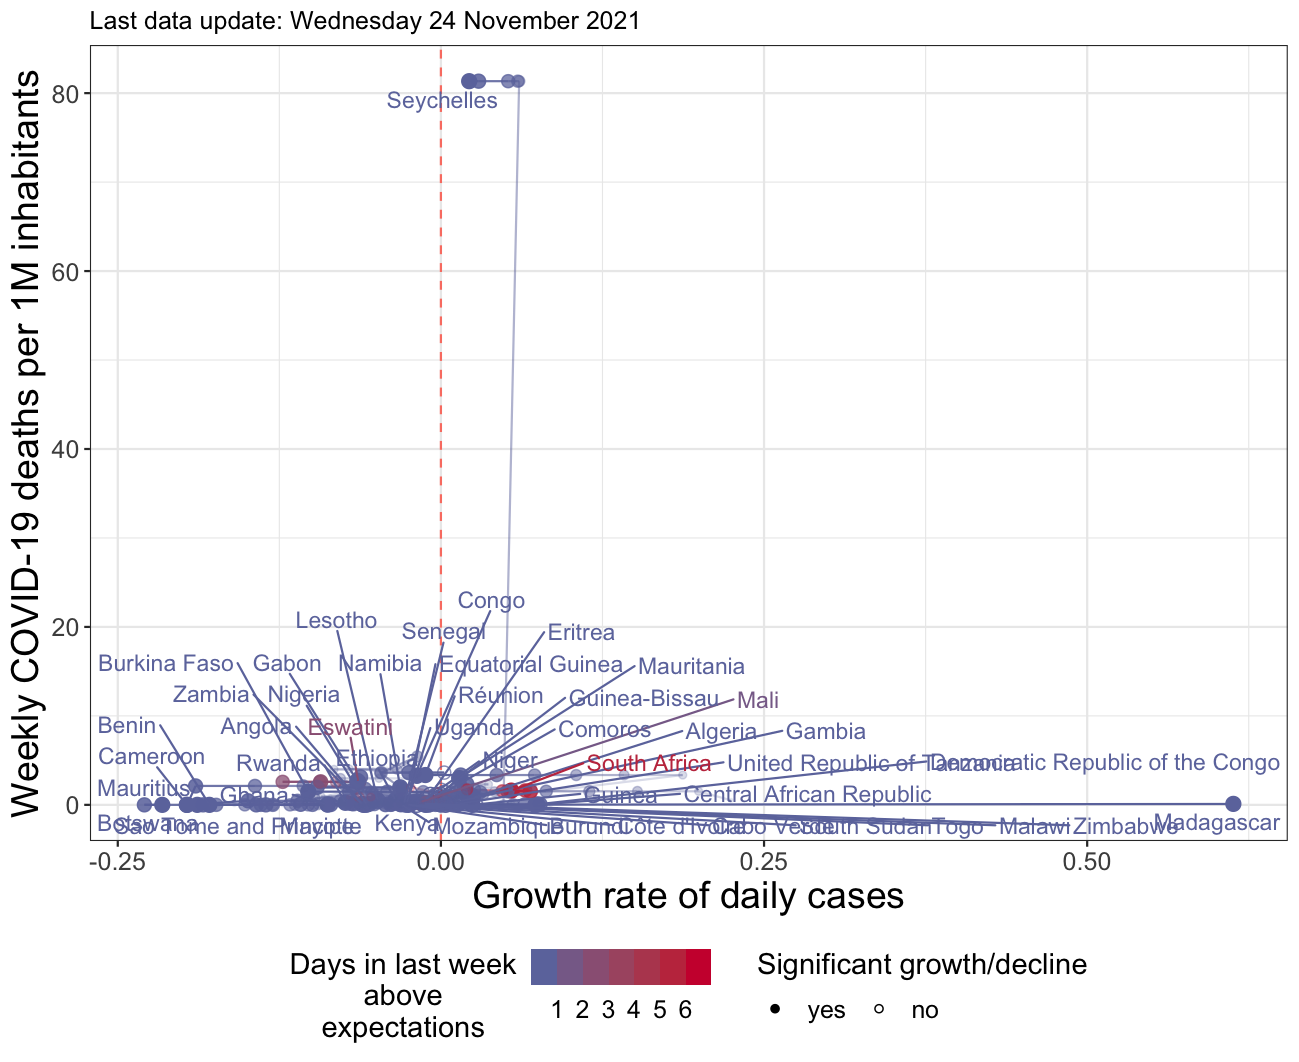 Last data update: Wednesday 24 November 2021
Weekly COVID-19 deaths per 1M inhabitants
80
60
40
20
0
Seychelles
Congo
Lesotho
Senegal
Eritrea
Burkina Faso
Gabon
Namibia
Equatorial Guinea
Mauritania
Zambia
Nigeria
Réunion
Guinea-Bissau
Mali
Benin
Angola
Eswatini
Uganda
Comoros
Algeria
Gambia
Cameroon
Rwanda
Ethiopia
Niger
South Africa
United Republic of Tanzania
Democratic Republic of the Congo
Mauritius
Ghana
Guinea
Central African Republic
Botswana
Sao Tome and Principe
Mayotte
Kenya
Mozambique
Burundi
Côte d'Ivoire
Cabo Verde
South Sudan
Togo
Malawi
Zimbabwe
Madagascar
-0.25
0.00
0.25
0.50
Growth rate of daily cases
Days in last week
above
expectations
1 2 3 4 5 6
Significant growth/decline
yes
no